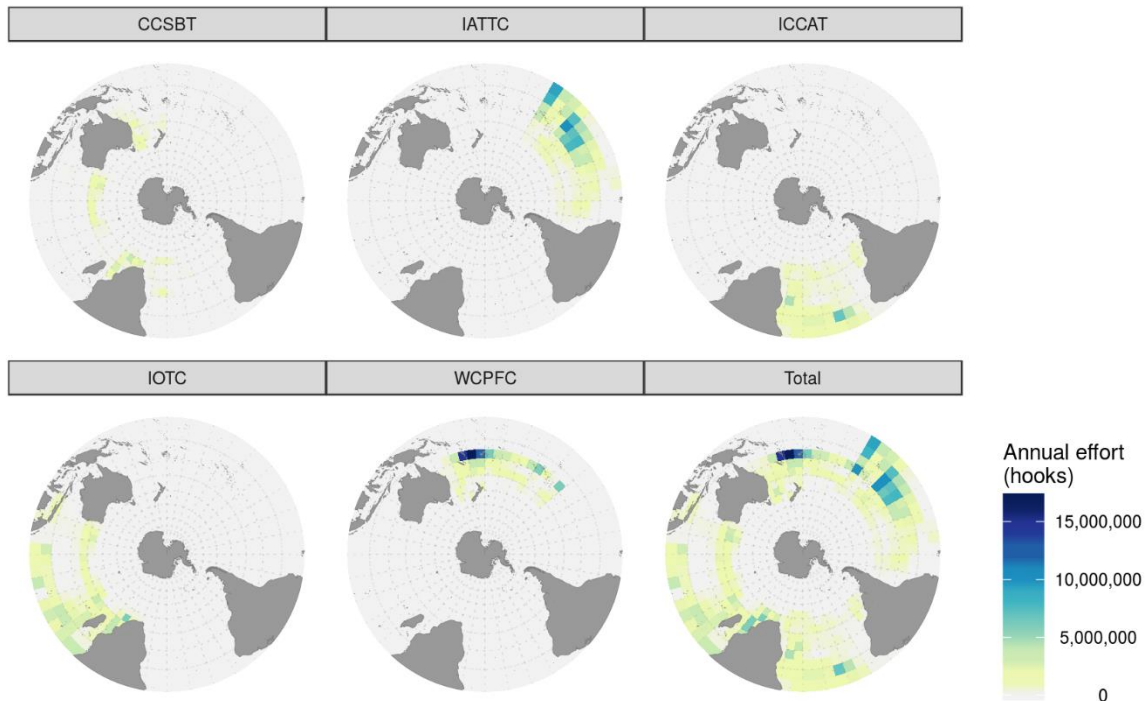 CCSBT
IATTC
ICCAT
IOTC
WCPFC
Total
Annual effort
(hooks)
15,000,000
10,000,000
5,000,000
0